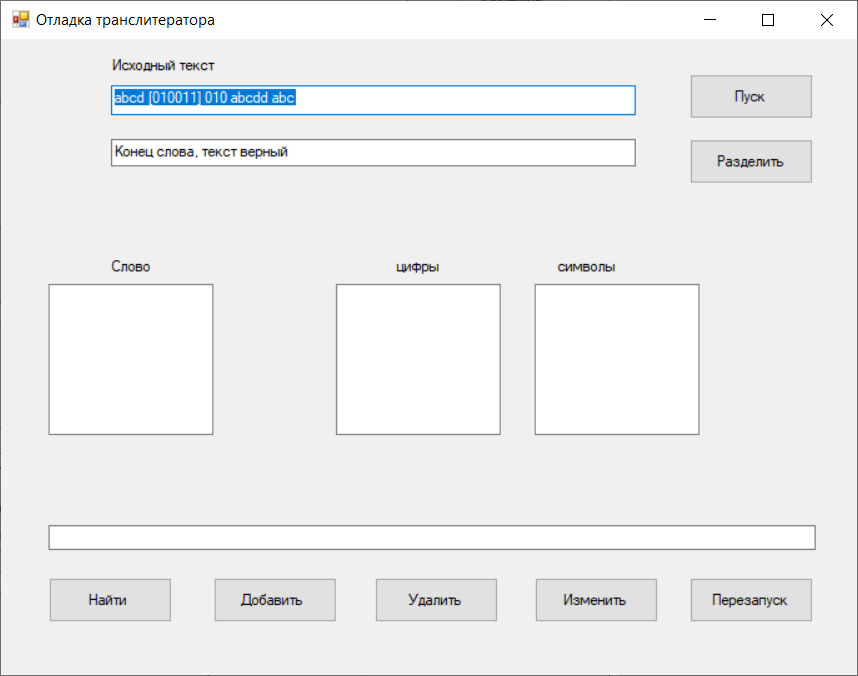 Отладка транслитератора
Исходный текст
abcd [010011] 010 abcdd abc
Пуск
Конец слова, текст верный
Разделить
Слово
цифры
символы
Найти
Добавить
Удалить
Изменить
Перезапуск